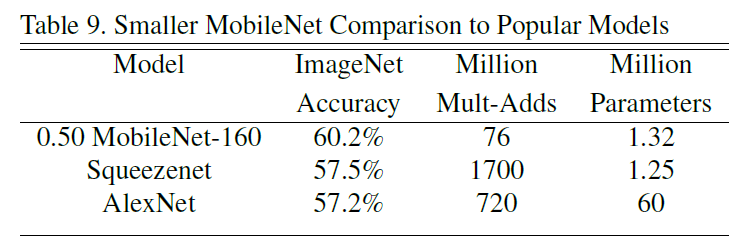 Table 9. Smaller MobileNet Comparison to Popular Models
Model ImageNet Million Million
Accuracy Mult-Adds Parameters
0.50 MobileNet-160 60.2% 76 1.32
Squeezenet 57.5% 1700 1.25
AlexNet 57.2% 720 60